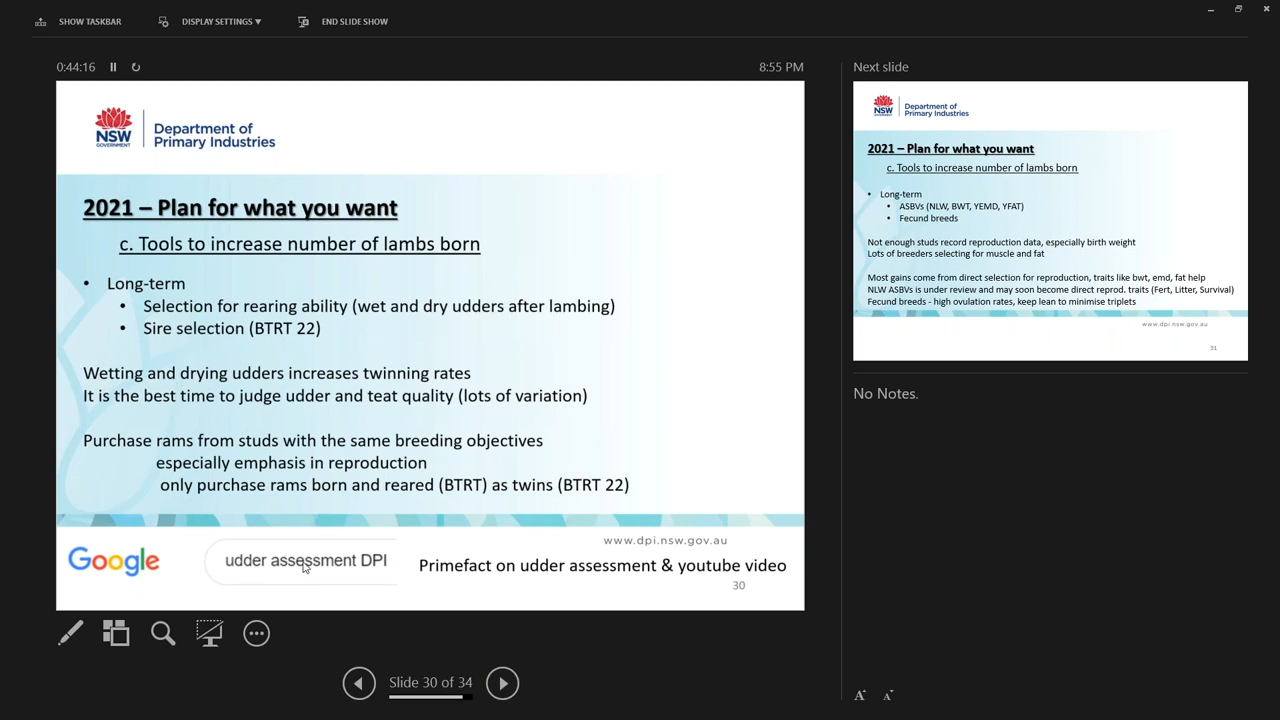 SHOW TASKBAR
DISPLAY SETTINGS ▼
END SLIDE SHOW
0:44:16
8:55 PM
NSW
GOVERNMENT
Department of
Primary Industries
2021 – Plan for what you want
c. Tools to increase number of lambs born
• Long-term
• Selection for rearing ability (wet and dry udders after lambing)
• Sire selection (BTRT 22)
Wetting and drying udders increases twinning rates
It is the best time to judge udder and teat quality (lots of variation)
Purchase rams from studs with the same breeding objectives
especially emphasis in reproduction
only purchase rams born and reared (BTRT) as twins (BTRT 22)
www.dpi.nsw.gov.au
Google
udder assessment DPI
Primefact on udder assessment & youtube video
30
Slide 30 of 34
Next slide
NSW
GOVERNMENT
Department of
Primary Industries
2021 – Plan for what you want
c. Tools to increase number of lambs born
• Long-term
• ASBVs (NLW, BWT, YEMD, YFAT)
• Fecund breeds
Not enough studs record reproduction data, especially birth weight
Lots of breeders selecting for muscle and fat
Most gains come from direct selection for reproduction, traits like bwt, emd, fat help
NLW ASBVs is under review and may soon become direct reprod. traits (Fert, Litter, Survival)
Fecund breeds - high ovulation rates, keep lean to minimise triplets
www.dpi.nsw.gov.au
31
No Notes.
A A